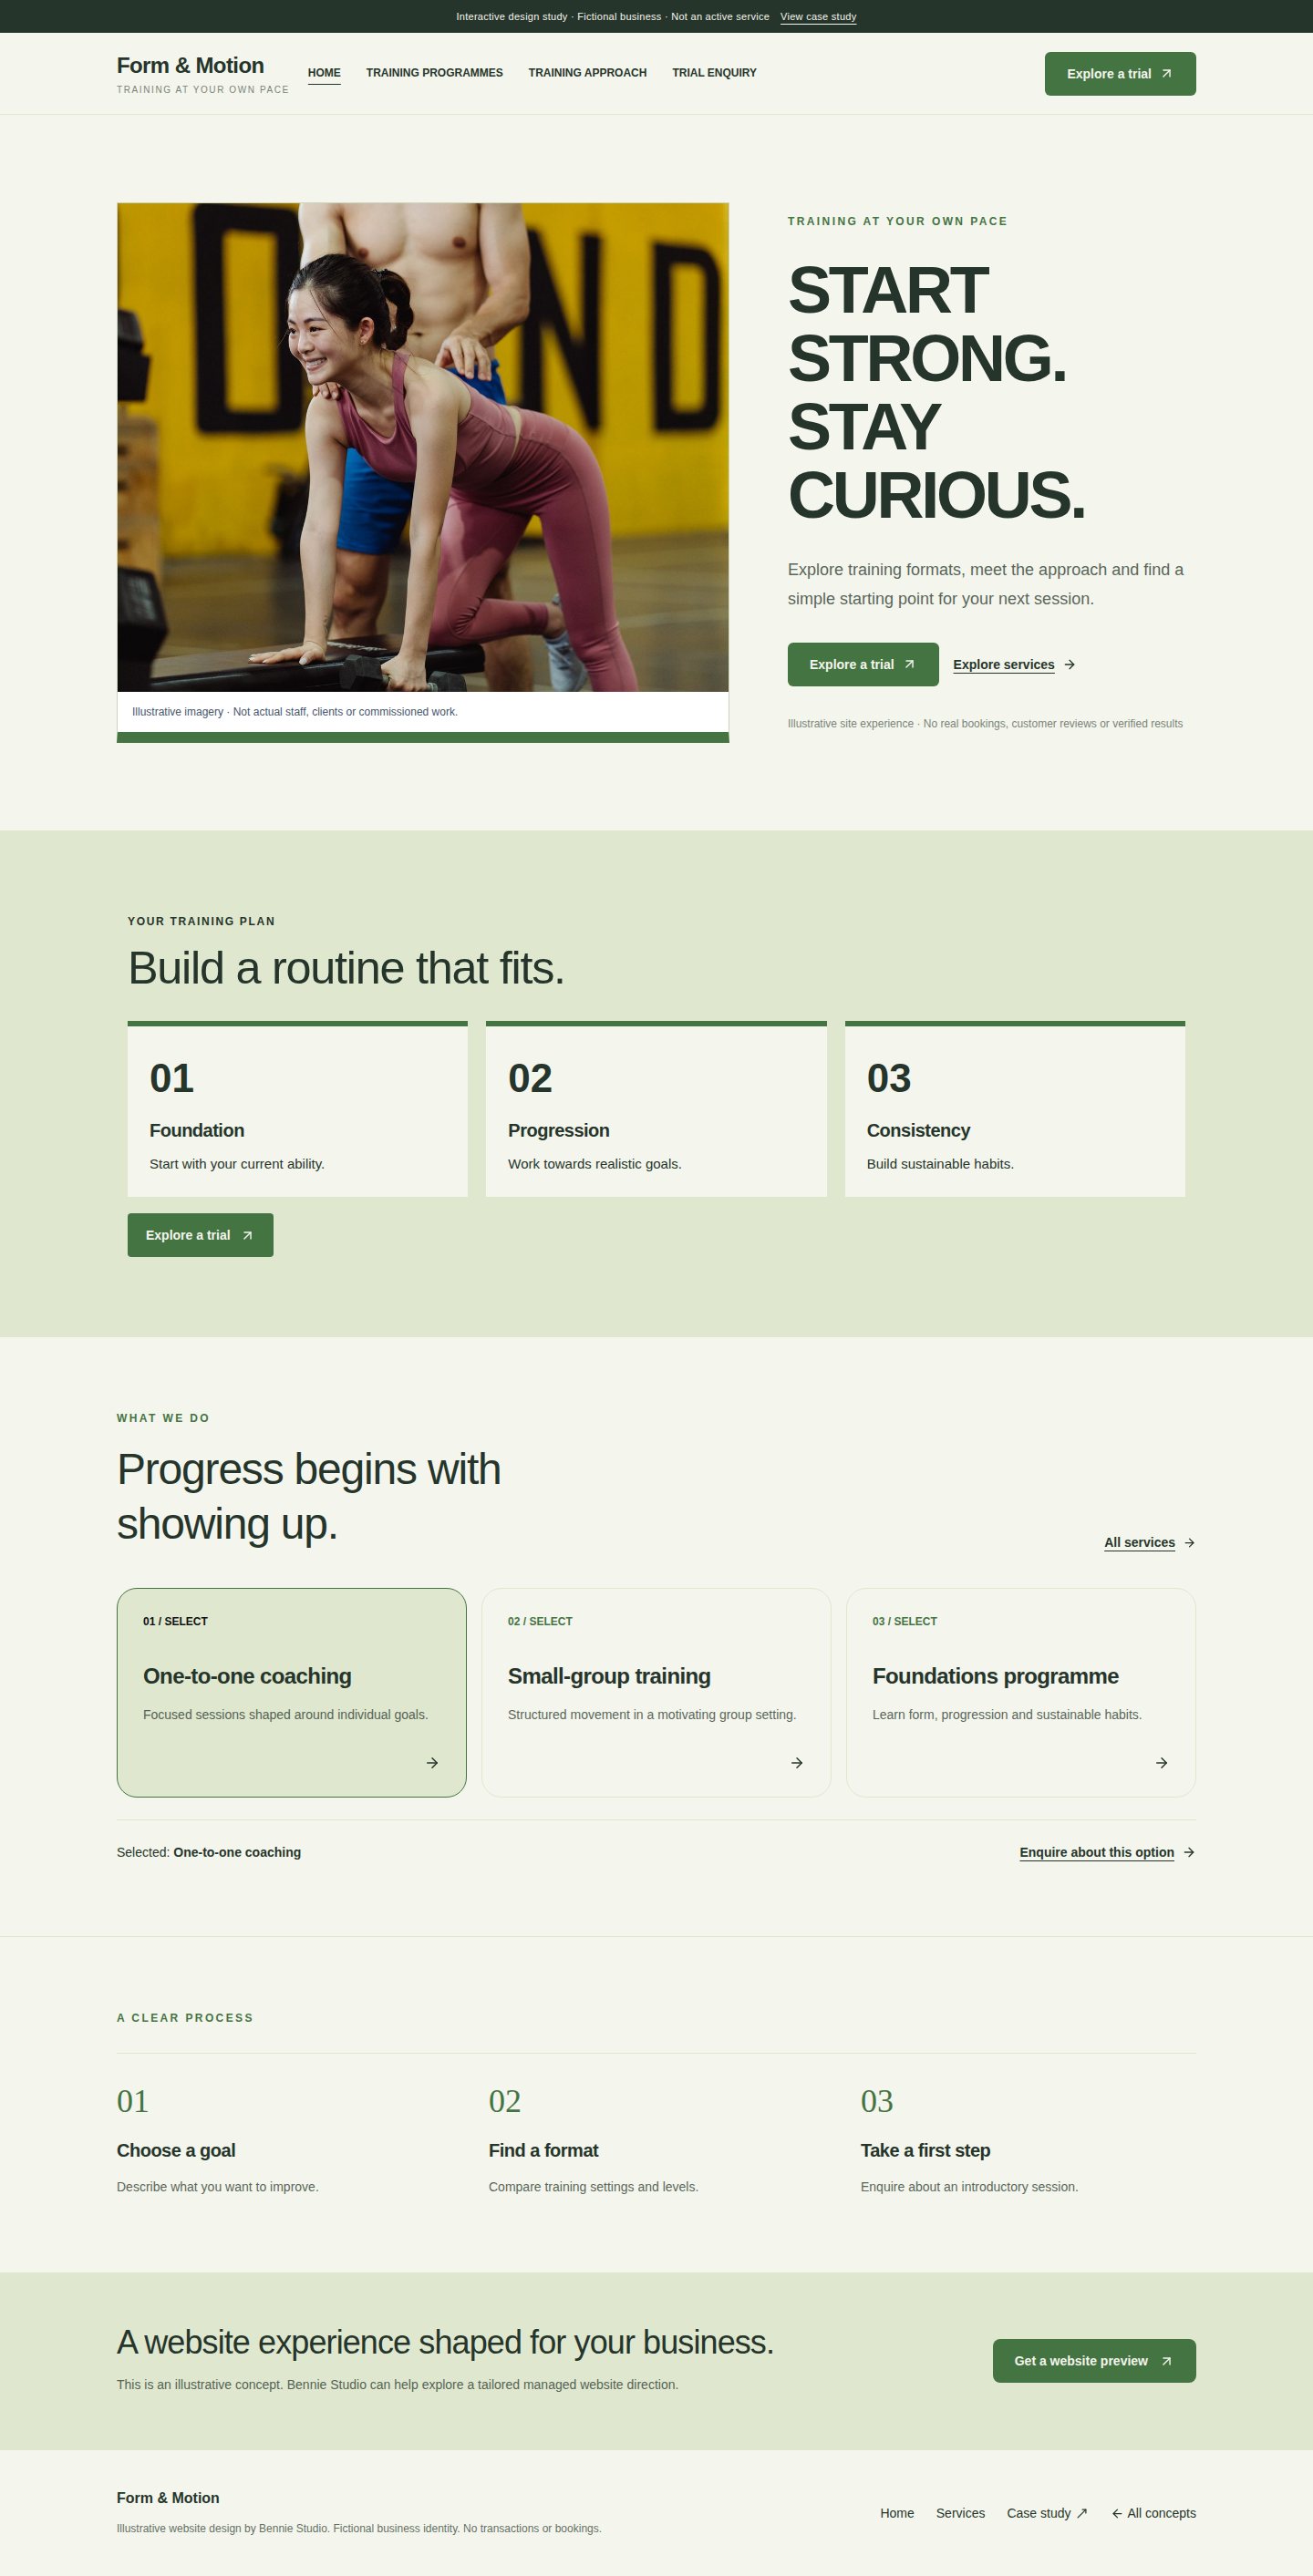 Interactive design study · Fictional business · Not an active service View case study
Form & Motion
TRAINING AT YOUR OWN PACE
HOME TRAINING PROGRAMMES TRAINING APPROACH TRIAL ENQUIRY
Explore a trial
TRAINING AT YOUR OWN PACE
START
STRONG.
STAY
CURIOUS.
Explore training formats, meet the approach and find a
simple starting point for your next session.
Explore a trial Explore services
Illustrative site experience · No real bookings, customer reviews or verified results
Illustrative imagery · Not actual staff, clients or commissioned work.
YOUR TRAINING PLAN
Build a routine that fits.
01
Foundation
Start with your current ability.
02
Progression
Work towards realistic goals.
03
Consistency
Build sustainable habits.
Explore a trial
WHAT WE DO
Progress begins with
showing up.
All services
01 / SELECT
One-to-one coaching
Focused sessions shaped around individual goals.
02 / SELECT
Small-group training
Structured movement in a motivating group setting.
03 / SELECT
Foundations programme
Learn form, progression and sustainable habits.
Selected: One-to-one coaching
Enquire about this option
A CLEAR PROCESS
01
Choose a goal
Describe what you want to improve.
02
Find a format
Compare training settings and levels.
03
Take a first step
Enquire about an introductory session.
A website experience shaped for your business.
This is an illustrative concept. Bennie Studio can help explore a tailored managed website direction.
Get a website preview
Form & Motion
Illustrative website design by Bennie Studio. Fictional business identity. No transactions or bookings.
Home Services Case study All concepts